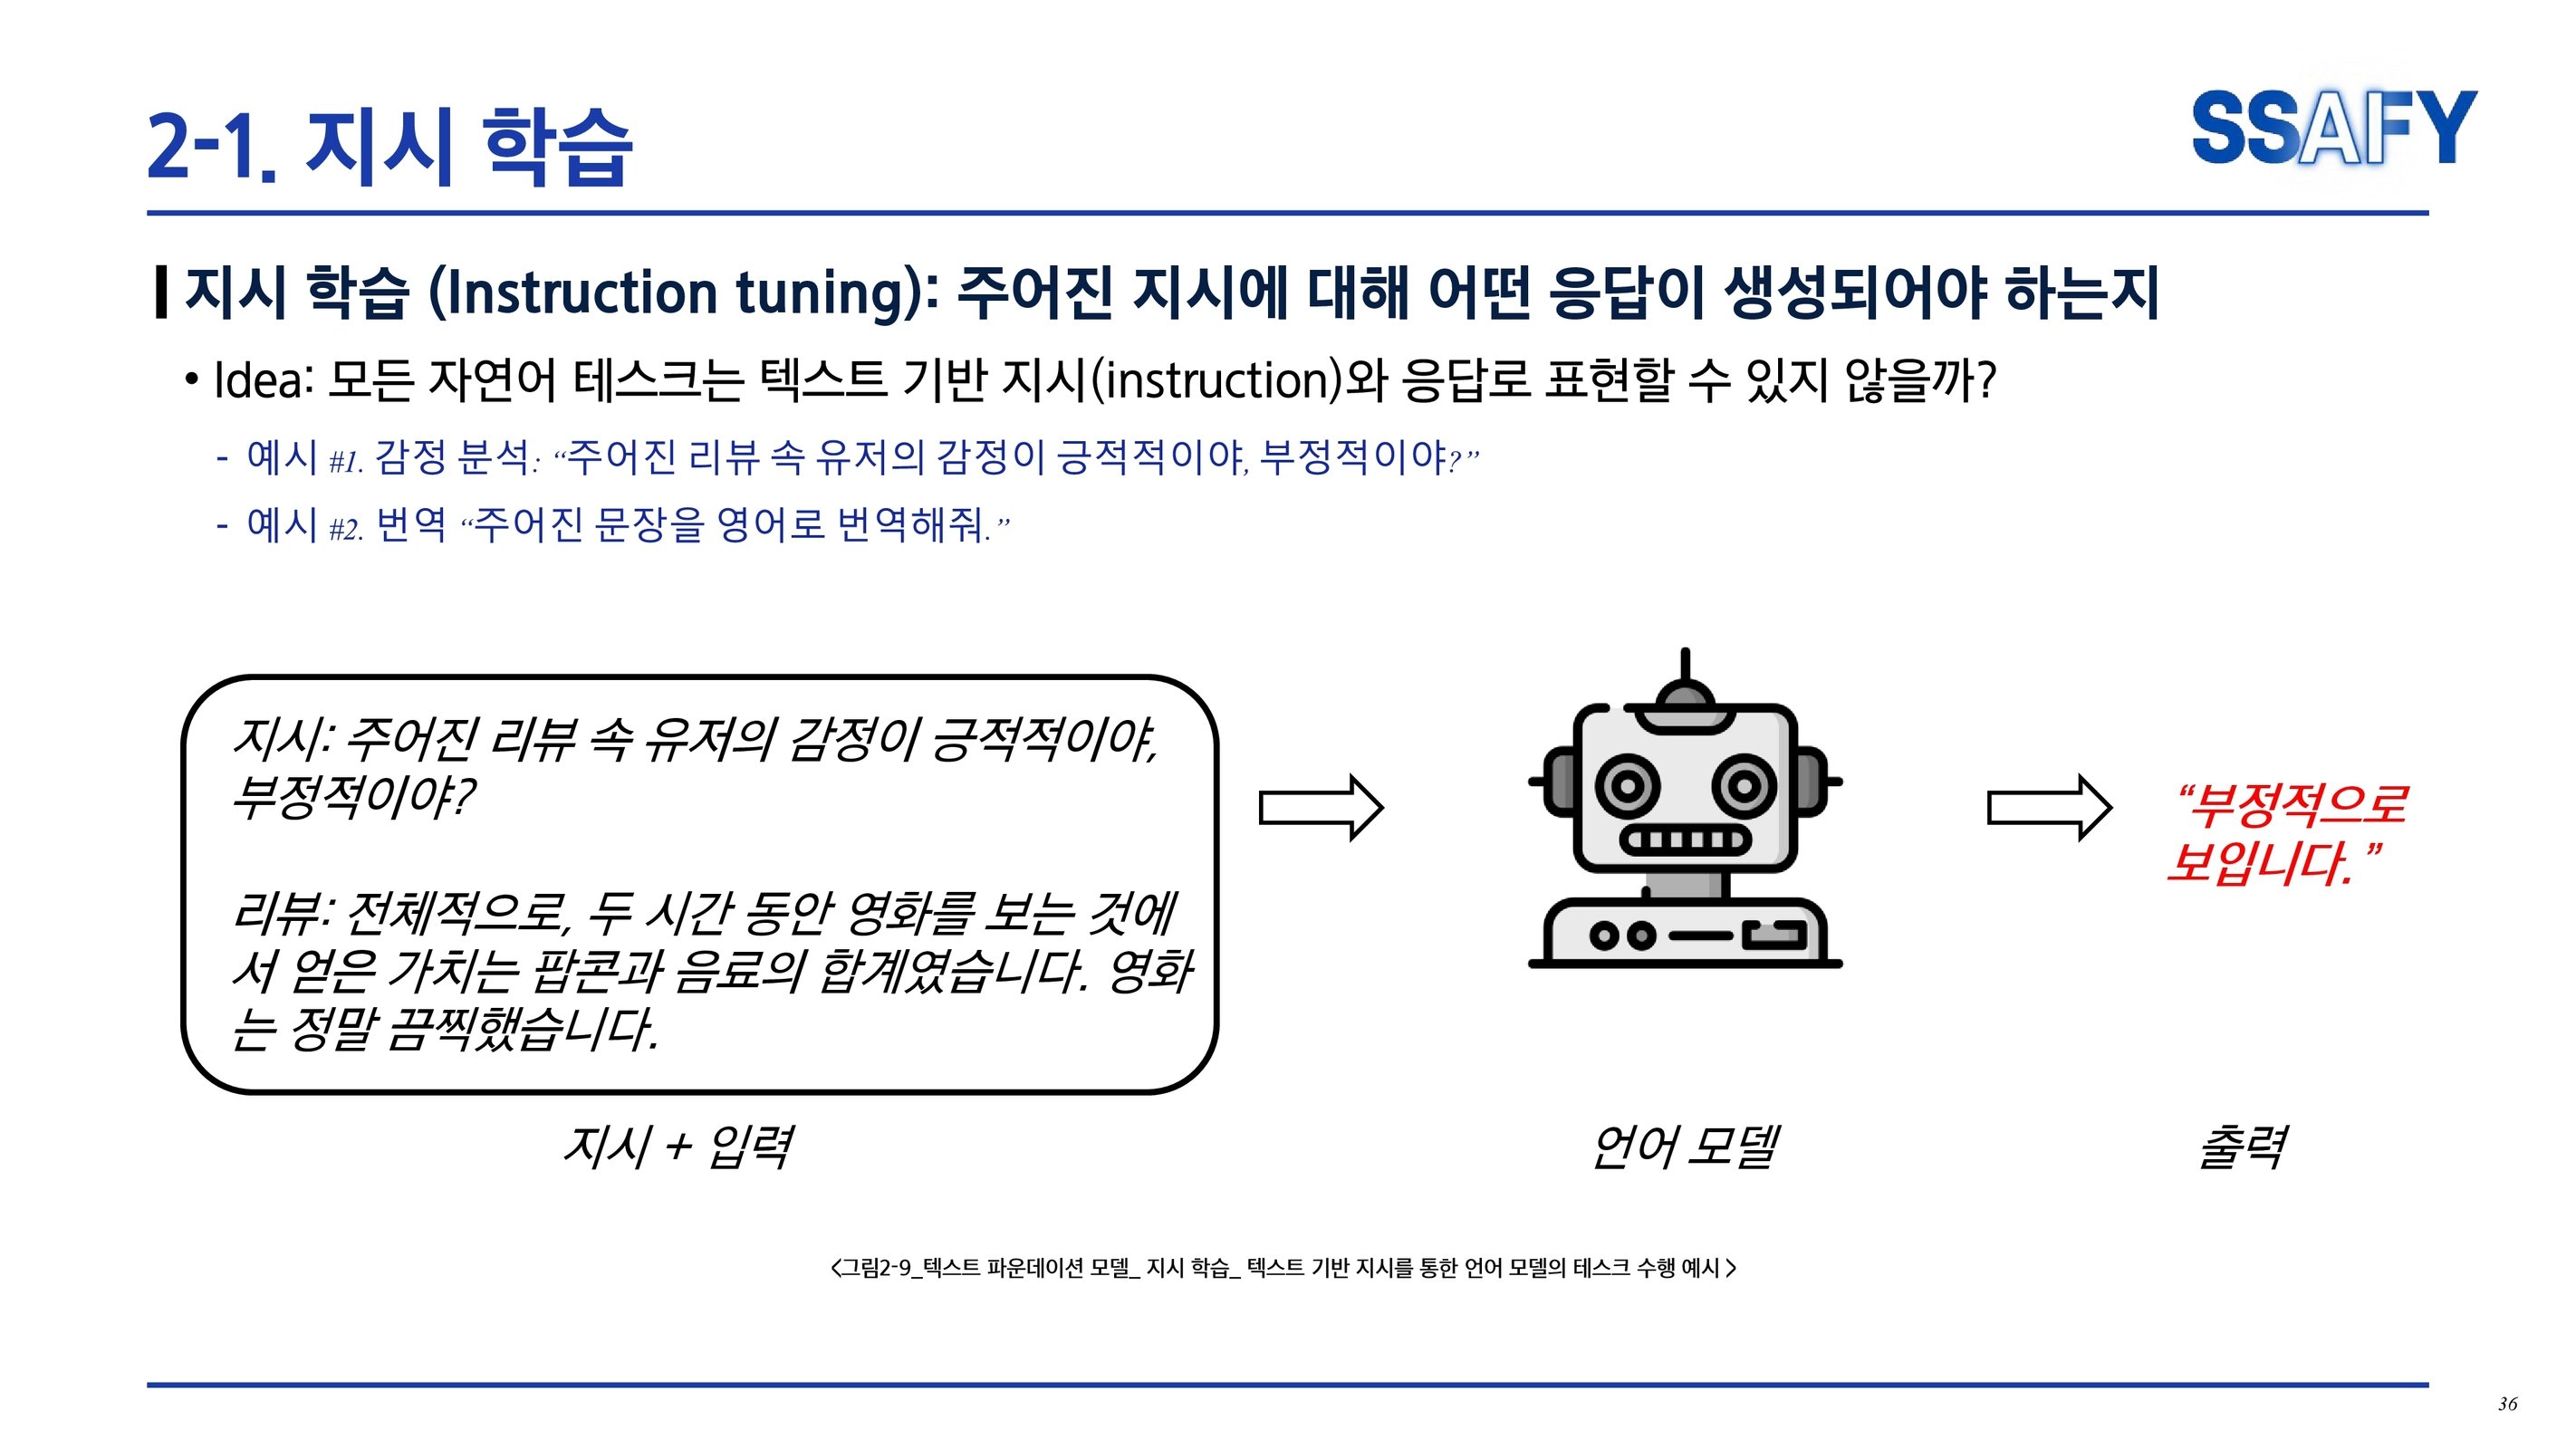 2-1. 지시 학습
SSAFY
지시 학습 (Instruction tuning): 주어진 지시에 대해 어떤 응답이 생성되어야 하는지
• Idea: 모든 자연어 테스크는 텍스트 기반 지시(instruction)와 응답로 표현할 수 있지 않을까?
- 예시 #1. 감정 분석: “주어진 리뷰 속 유저의 감정이 긍적적이야, 부정적이야?”
- 예시 #2. 번역 “주어진 문장을 영어로 번역해줘.”
지시: 주어진 리뷰 속 유저의 감정이 긍적적이야,
부정적이야?
리뷰: 전체적으로, 두 시간 동안 영화를 보는 것에
서 얻은 가치는 팝콘과 음료의 합계였습니다. 영화
는 정말 끔찍했습니다.
“부정적으로
보입니다.”
지시 + 입력
언어 모델
출력
<그림2-9_텍스트 파운데이션 모델_ 지시 학습_ 텍스트 기반 지시를 통한 언어 모델의 테스크 수행 예시 >
36